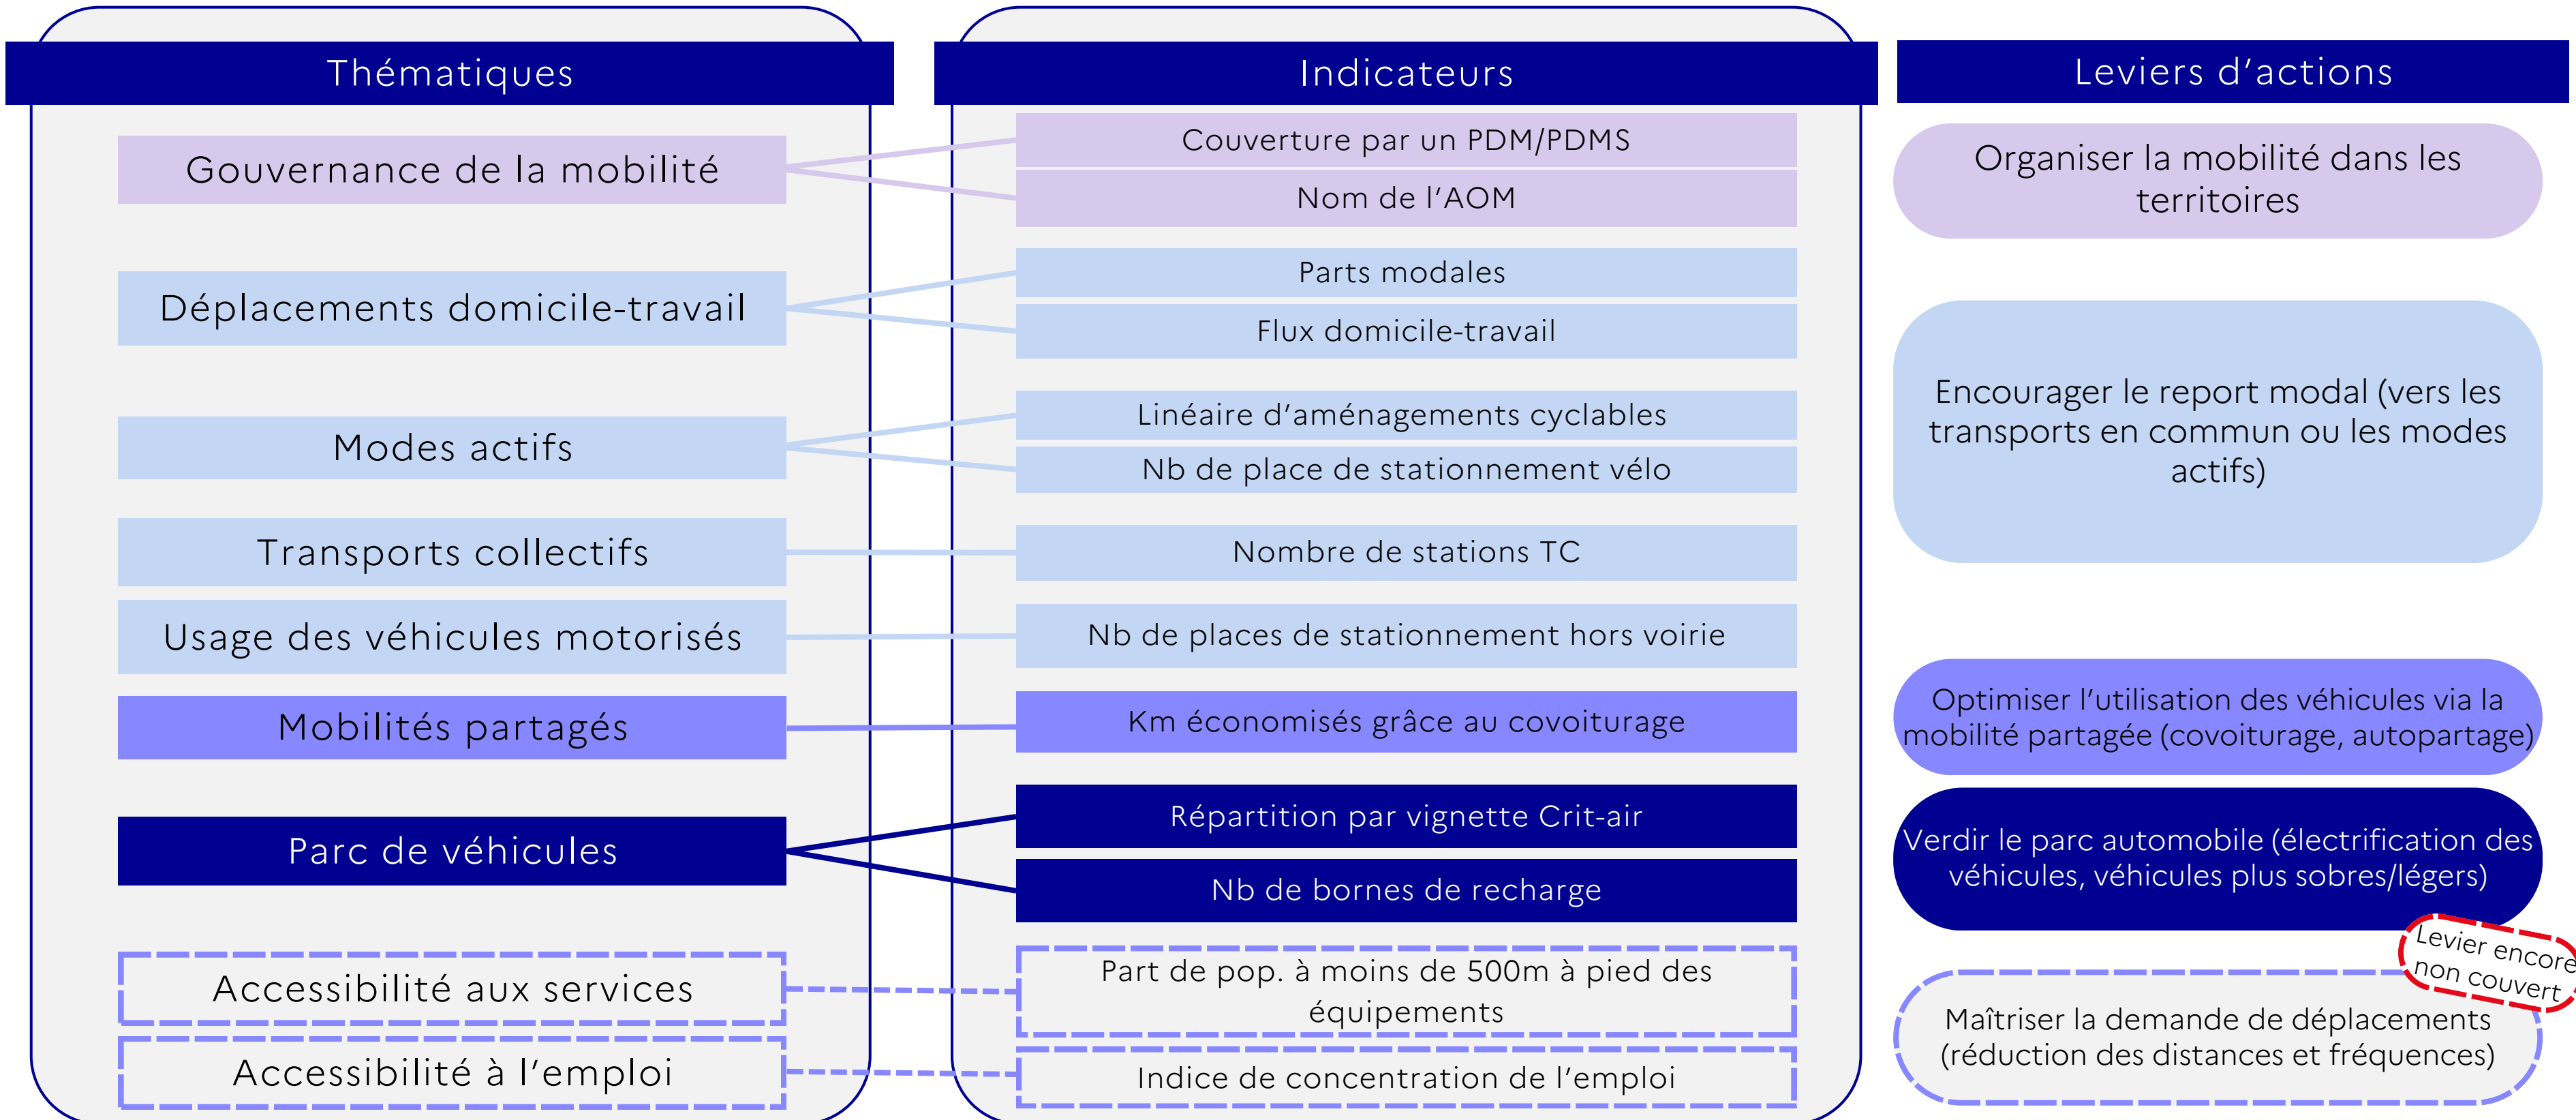 Thématiques
Indicateurs
Leviers d'actions
Gouvernance de la mobilité
Couverture par un PDM/PDMS
Nom de l'AOM
Organiser la mobilité dans les
territoires
Déplacements domicile-travail
Parts modales
Flux domicile-travail
Encourager le report modal (vers les
transports en commun ou les modes
actifs)
Modes actifs
Linéaire d'aménagements cyclables
Nb de place de stationnement vélo
Transports collectifs
Nombre de stations TC
Usage des véhicules motorisés
Nb de places de stationnement hors voirie
Mobilités partagés
Km économisés grâce au covoiturage
Optimiser l'utilisation des véhicules via la
mobilité partagée (covoiturage, autopartage)
Parc de véhicules
Répartition par vignette Crit-air
Nb de bornes de recharge
Verdir le parc automobile (électrification des
véhicules, véhicules plus sobres/légers)
Levier encore
non couvert
Accessibilité aux services
Part de pop. à moins de 500m à pied des
équipements
Maîtriser la demande de déplacements
(réduction des distances et fréquences)
Accessibilité à l'emploi
Indice de concentration de l'emploi